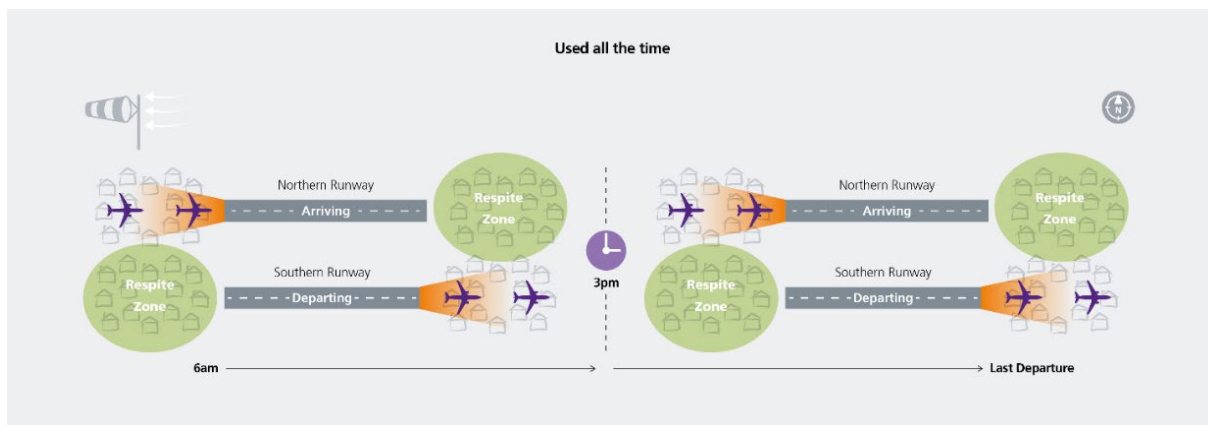 Used all the time
N
Northern Runway
Arriving
Respite
Zone
Respite
Zone
Southern Runway
Departing
3pm
Northern Runway
Arriving
Respite
Zone
Respite
Zone
Southern Runway
Departing
6am
Last Departure